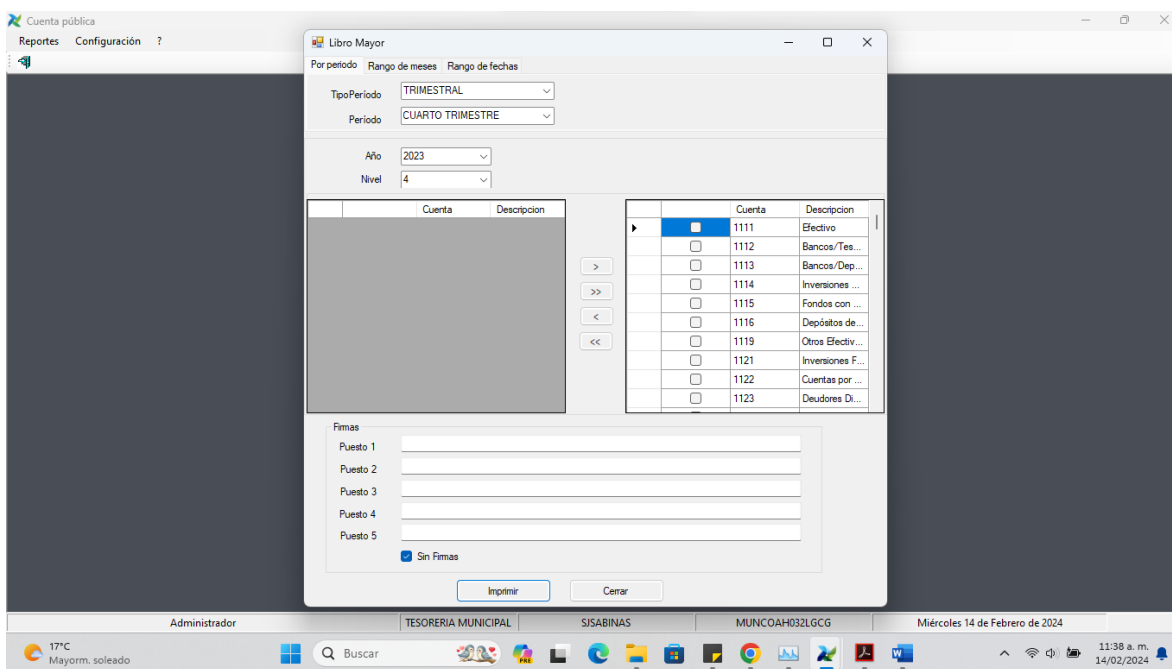 Cuenta pública
Reportes Configuración ?
Libro Mayor
Por periodo Rango de meses Rango de fechas
TipoPeríodo TRIMESTRAL
Período CUARTO TRIMESTRE
Año 2023
Nivel 4
Cuenta Descripcion Cuenta Descripcion
1111 Efectivo
1112 Bancos/Tes...
> 1113 Bancos/Dep...
>> 1114 Inversiones ...
1115 Fondos con ...
< 1116 Depósitos de...
<< 1119 Otros Efectiv...
1121 Inversiones F...
1122 Cuentas por ...
1123 Deudores Di...
Firmas
Puesto 1
Puesto 2
Puesto 3
Puesto 4
Puesto 5
Sin Firmas
Imprimir Cerrar
Administrador TESORERIA MUNICIPAL SJSABINAS MUNCOAH032LGCG Miércoles 14 de Febrero de 2024
17°C
Mayorm. soleado
Buscar
PRE
W
11:38 a. m.
14/02/2024